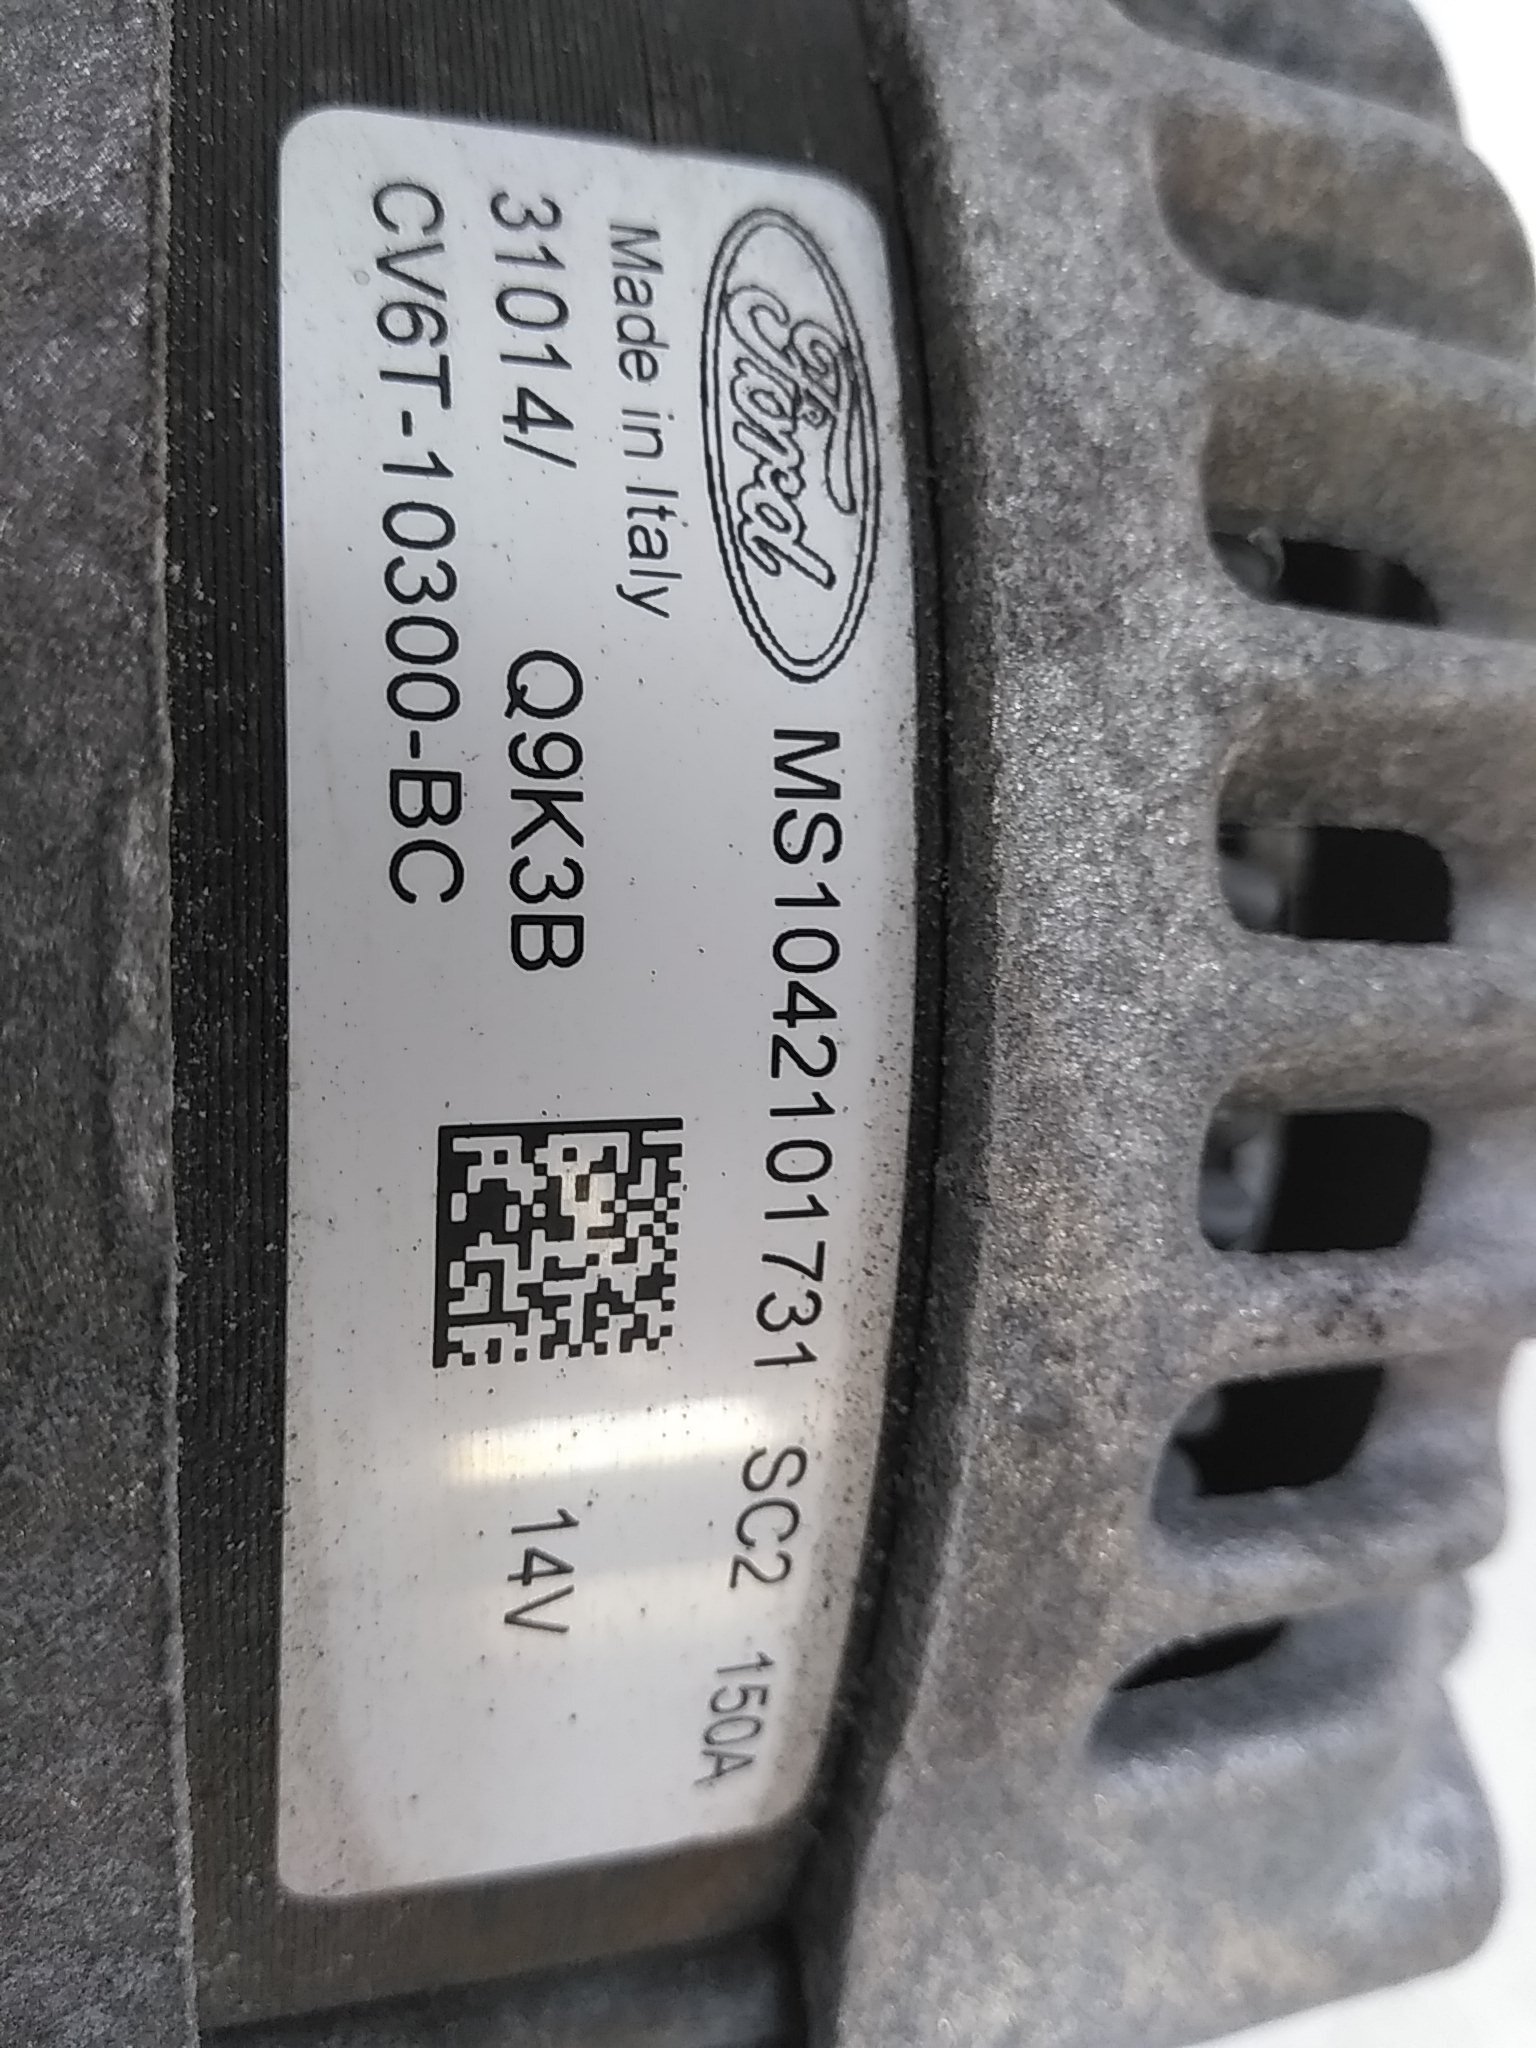 Ford MS1042101731 SC2 150A
Made in Italy
31014/ Q9K3B 14V
CV6T-10300-BC